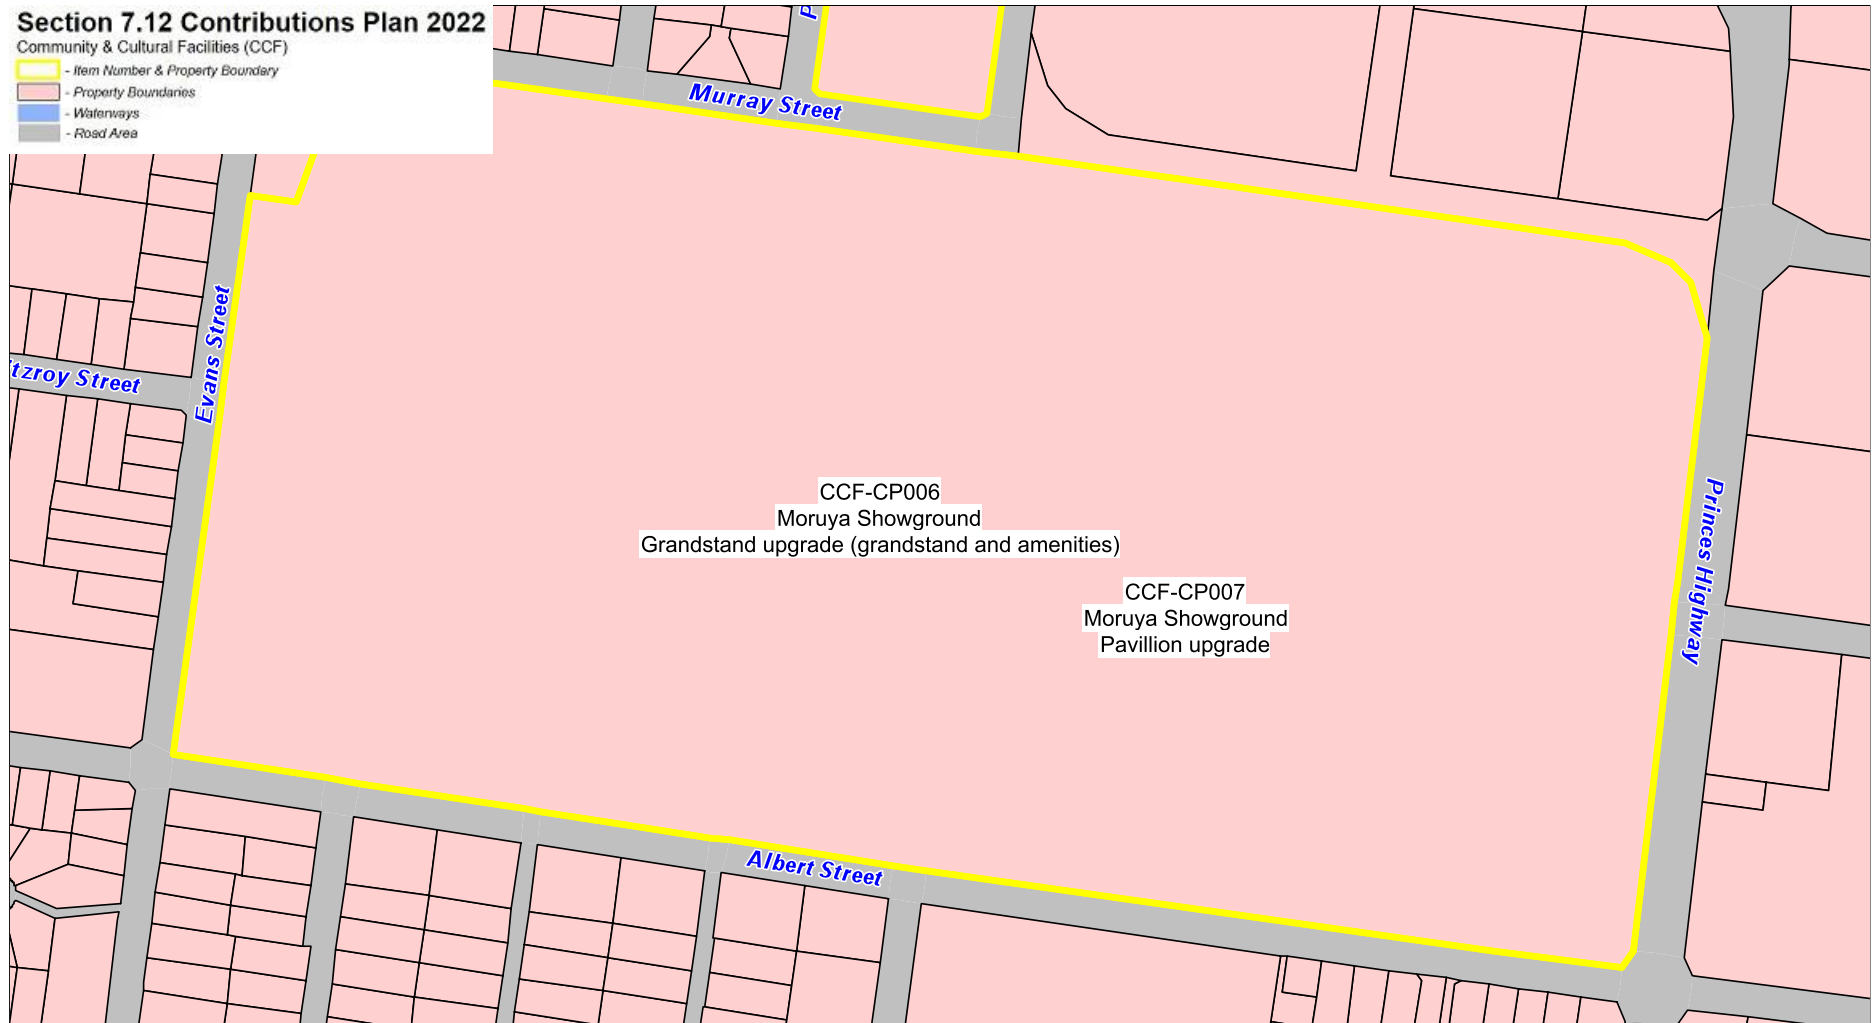 Section 7.12 Contributions Plan 2022
Community & Cultural Facilities (CCF)
- Item Number & Property Boundary
- Property Boundaries
- Waterways
- Road Area
P
Murray Street
Evans Street
itzroy Street
CCF-CP006
Moruya Showground
Grandstand upgrade (grandstand and amenities)
CCF-CP007
Moruya Showground
Pavillion upgrade
Princes Highway
Albert Street